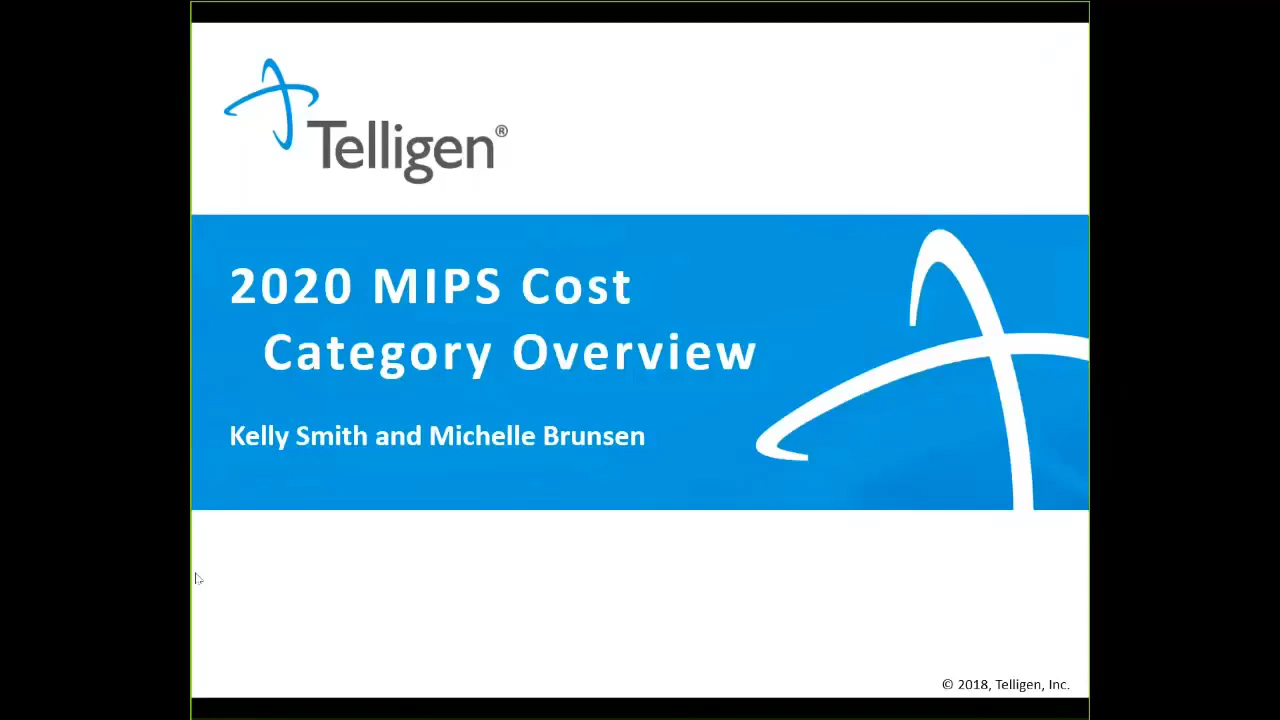 Telligen®
2020 MIPS Cost
Category Overview
Kelly Smith and Michelle Brunsen
© 2018, Telligen, Inc.